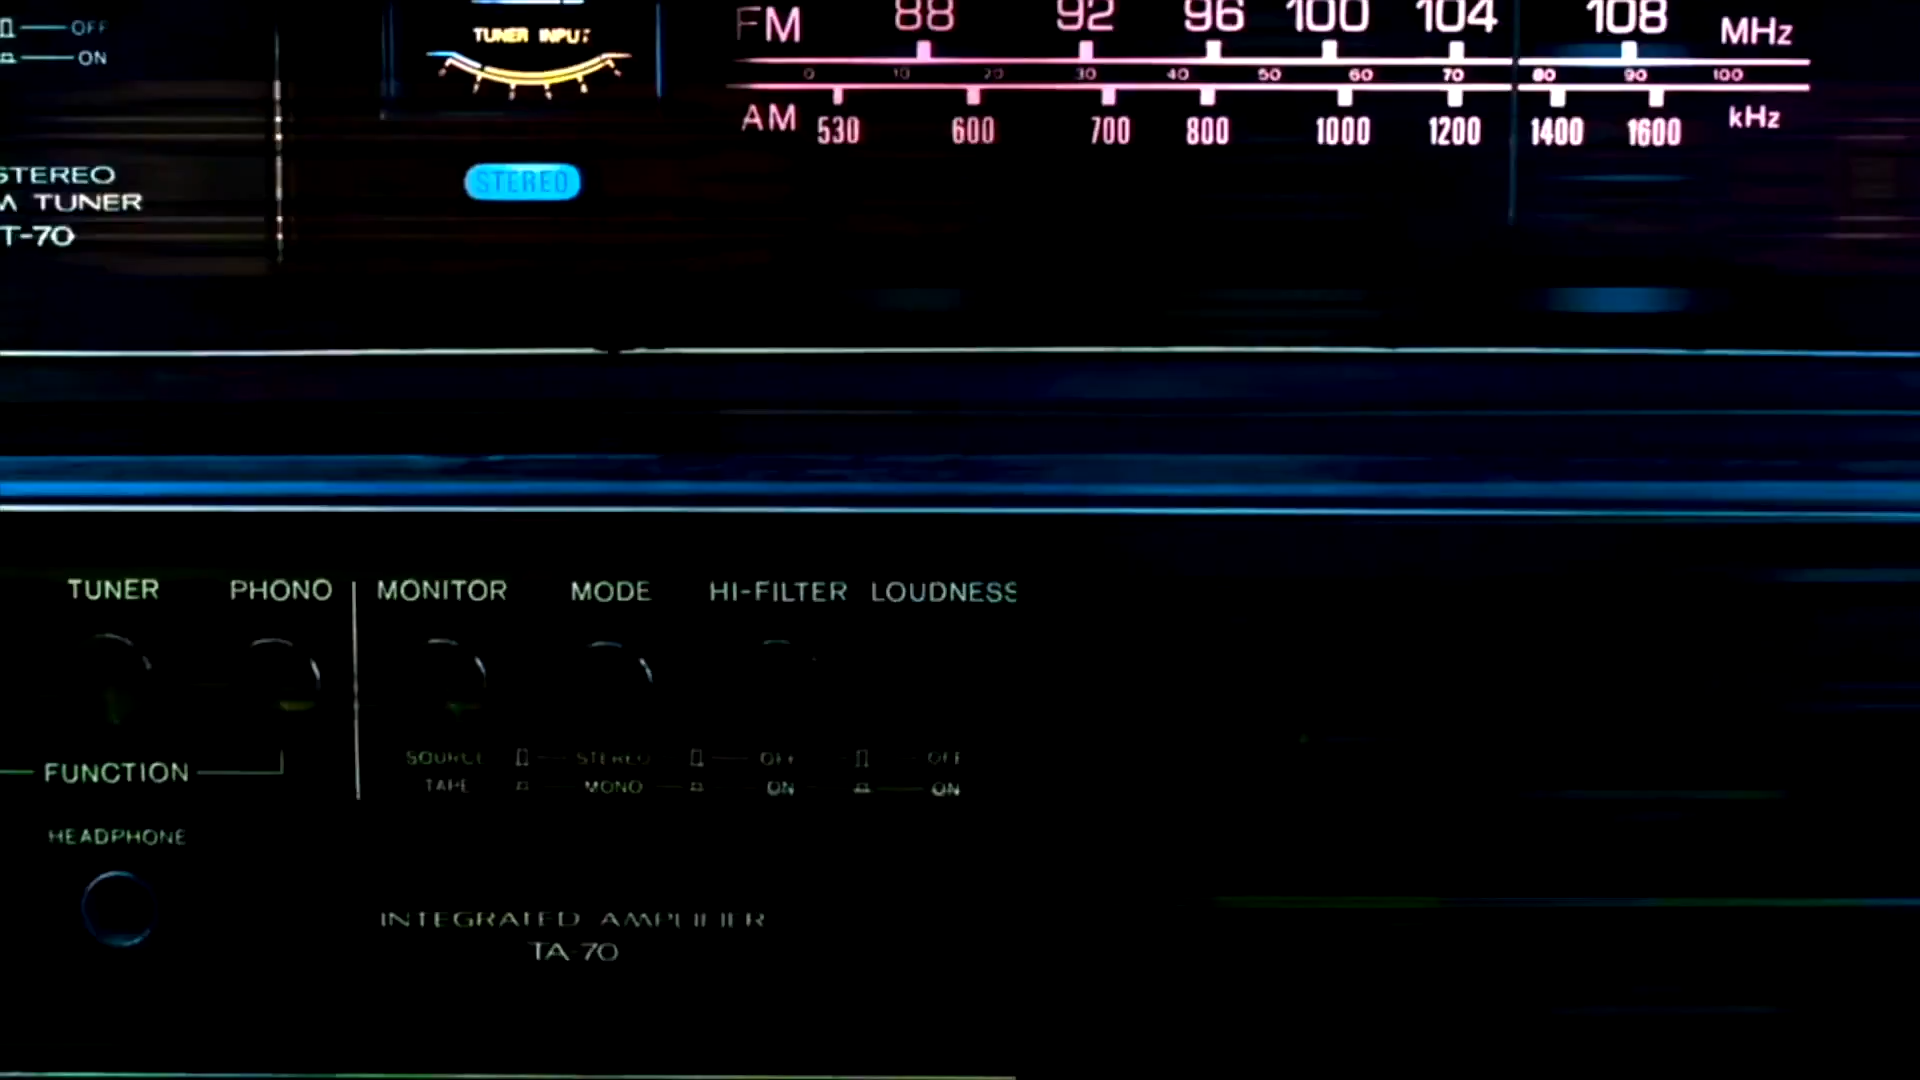 OFF
ON
TUNER INPUT
FM 88 92 96 100 104 108 MHz
0 10 20 30 40 50 60 70 80 90 100
AM 530 600 700 800 1000 1200 1400 1600 kHz
STEREO
STEREO
TUNER
T-70
TUNER PHONO MONITOR MODE HI-FILTER LOUDNESS
SOURCE STEREO OFF OFF
TAPE MONO ON ON
FUNCTION
HEADPHONE
INTEGRATED AMPLIFIER
TA-70